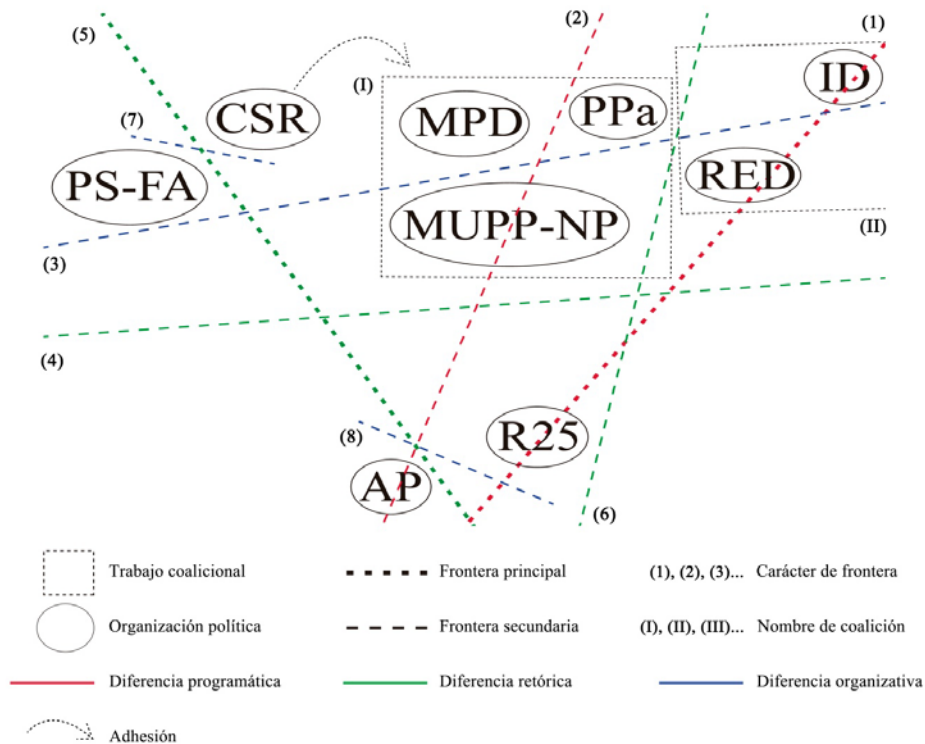 (5)
(2)
(1)
(I)
CSR
MPD
PPa
ID
(7)
PS-FA
RED
MUPP-NP
(II)
(3)
(4)
(8)
R25
AP
(6)
Trabajo coalicional
Frontera principal
(1), (2), (3)... Carácter de frontera
Organización política
Frontera secundaria
(I), (II), (III)... Nombre de coalición
Diferencia programática
Diferencia retórica
Diferencia organizativa
Adhesión